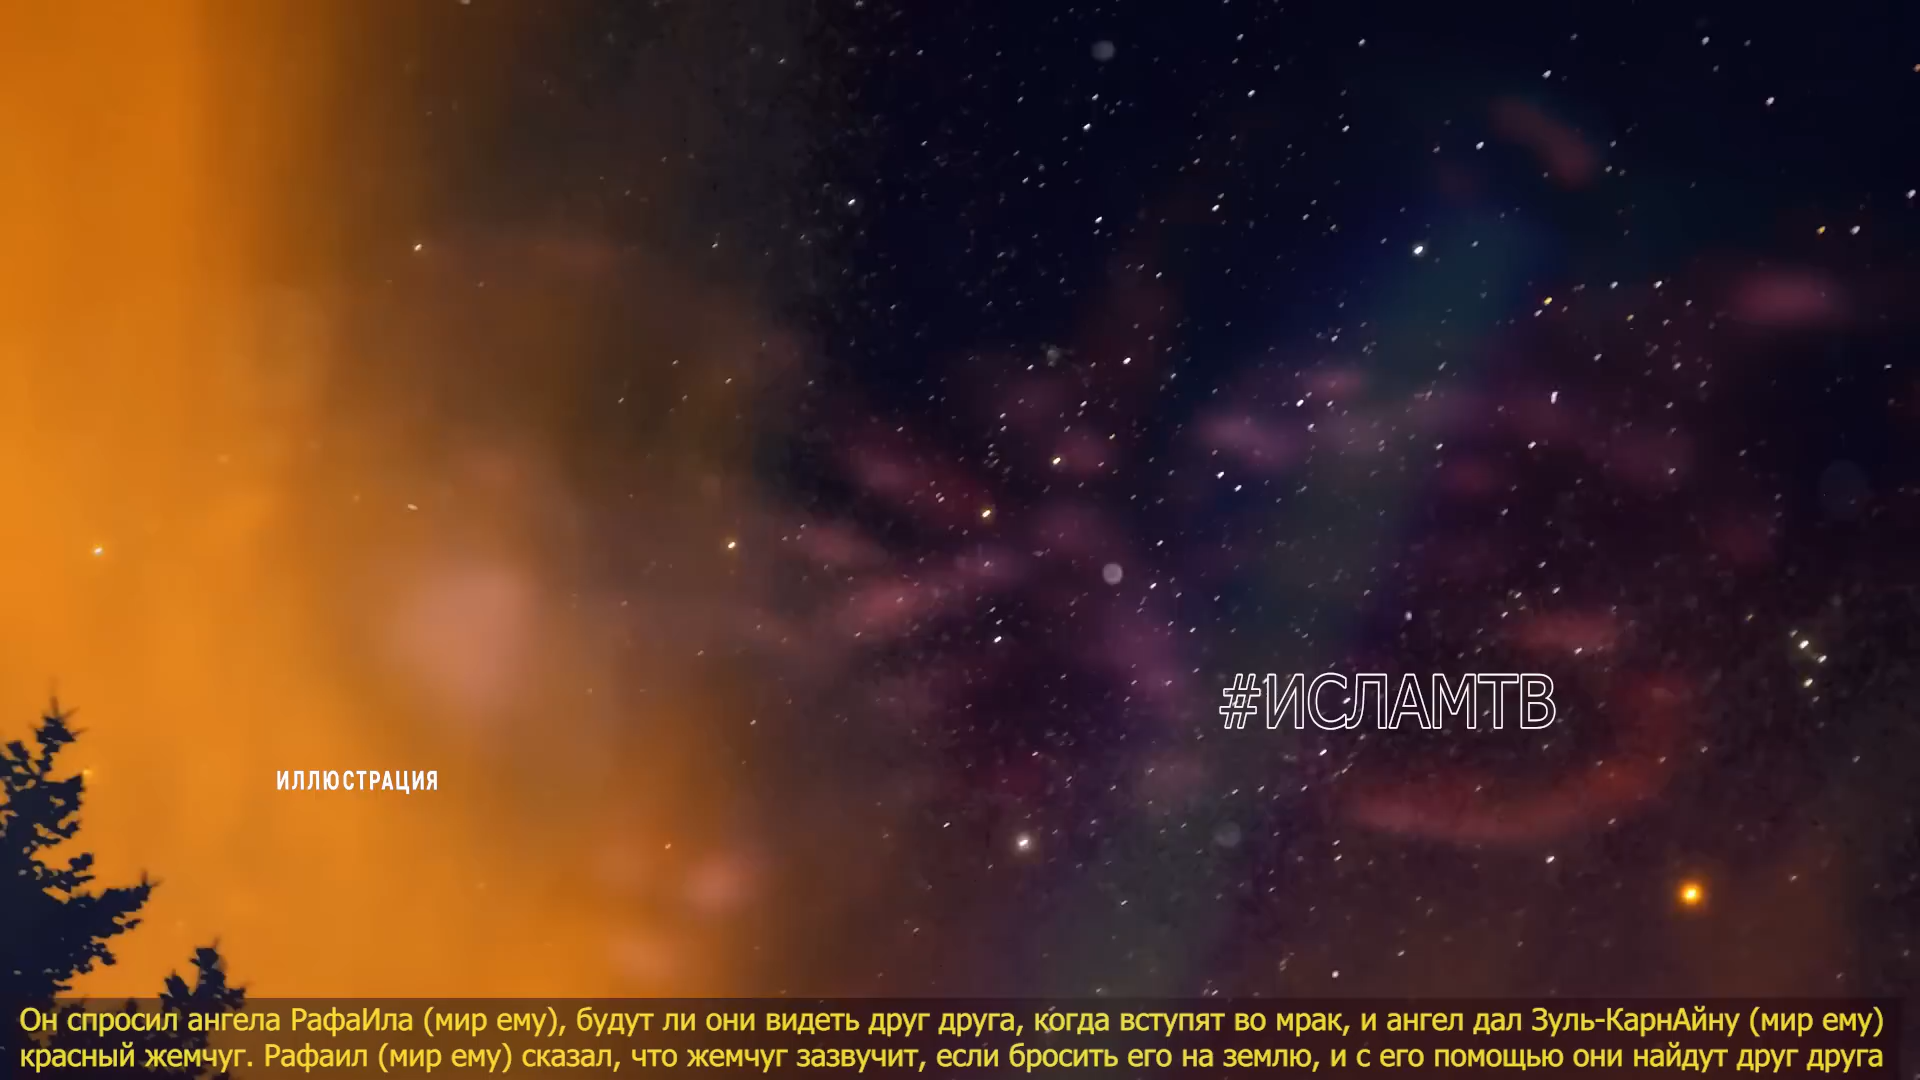 #ИСЛАМТВ
ИЛЛЮСТРАЦИЯ
Он спросил ангела РафаИла (мир ему), будут ли они видеть друг друга, когда вступят во мрак, и ангел дал Зуль-КарнАйну (мир ему)
красный жемчуг. Рафаил (мир ему) сказал, что жемчуг зазвучит, если бросить его на землю, и с его помощью они найдут друг друга